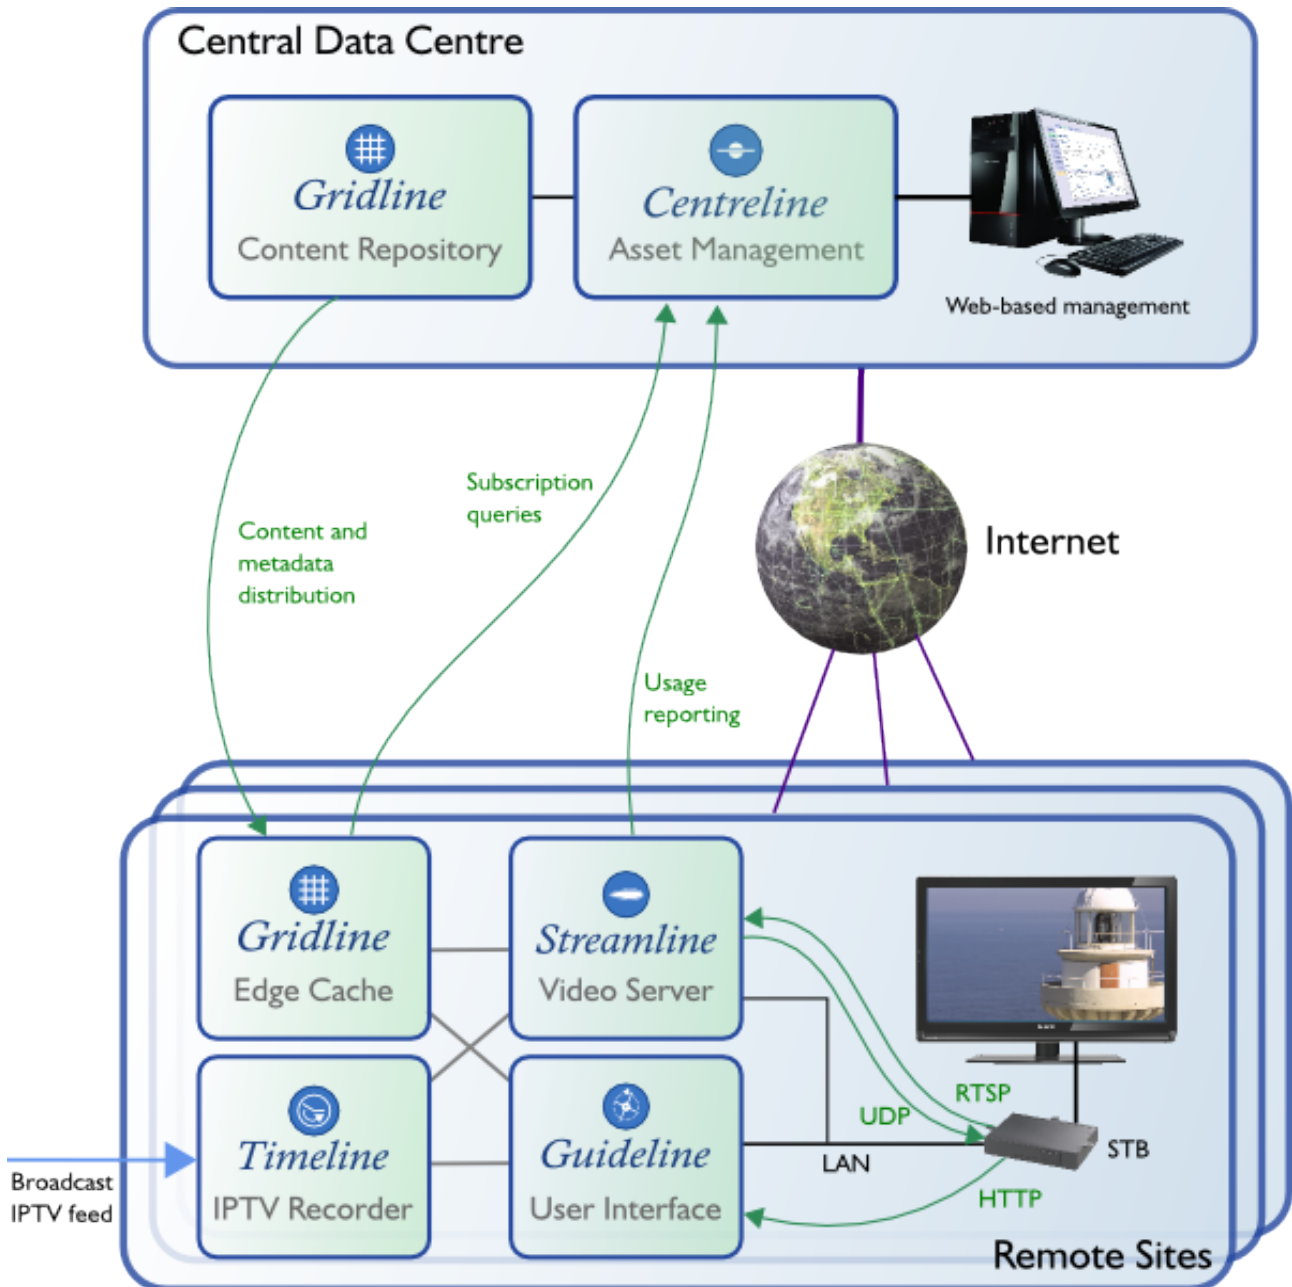 Central Data Centre
Gridline
Content Repository
Centreline
Asset Management
Web-based management
Subscription
queries
Content and
metadada
distribution
Internet
Usage
reporting
Gridline
Edge Cache
Streamline
Video Server
RTSP
UDP
Timeline
IPTV Recorder
Guideline
User Interface
LAN
STB
HTTP
Broadcast
IPTV feed
Remote Sites